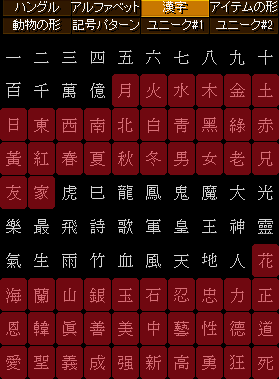 ハングル アルファベット 漢字 アイテムの形
動物の形 記号パターン ユニーク#1 ユニーク#2
一 二 三 四 五 六 七 八 九 十
百 千 萬 億 月 火 水 木 金 土
日 東 西 南 北 白 靑 黑 綠 赤
黃 紅 春 夏 秋 冬 男 女 老 兄
友 家 虎 巳 龍 鳳 鬼 魔 大 光
樂 最 飛 詩 歌 軍 皇 王 神 靈
氣 生 雨 竹 血 風 天 地 人 花
海 蘭 山 銀 玉 石 忍 忠 力 正
恩 韓 眞 善 美 中 藝 性 德 道
愛 聖 義 成 强 新 高 勇 狂 死